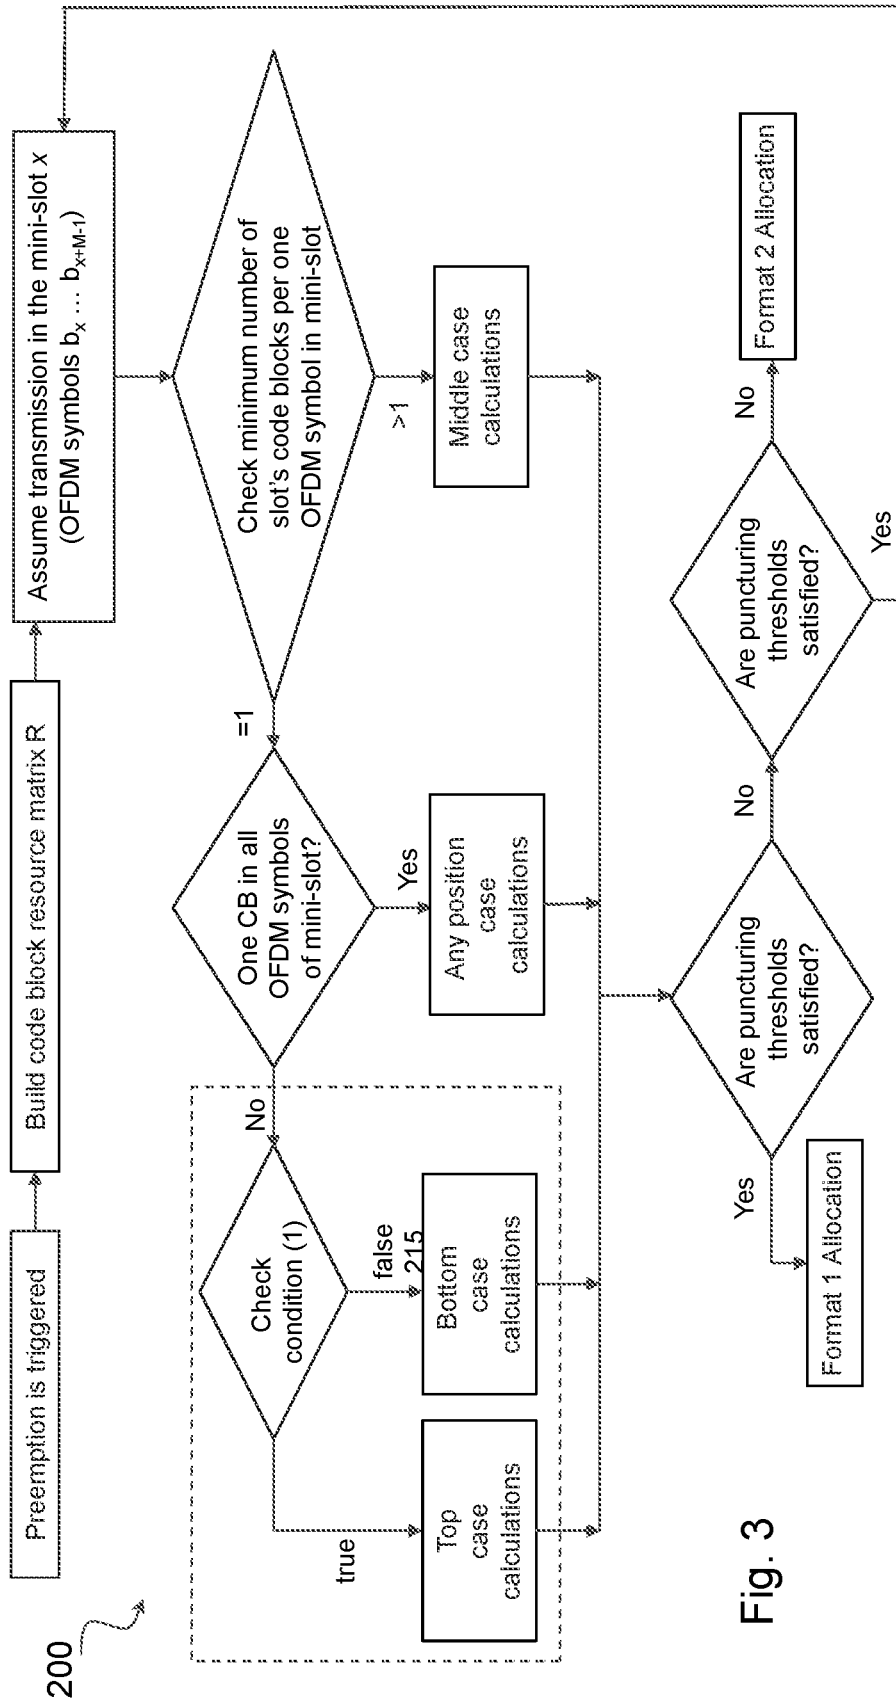 200
Preemption is triggered
Build code block resource matrix R
Assume transmission in the mini-slot x
(OFDM symbols b_x ... b_{x+M-1})
Check minimum number of
slot's code blocks per one
OFDM symbol in mini-slot
=1
>1
One CB in all
OFDM symbols
of mini-slot?
No
Yes
Check
condition (1)
true
false
215
Top
case
calculations
Bottom
case
calculations
Any position
case
calculations
Middle case
calculations
Are puncturing
thresholds
satisfied?
Yes
No
Are puncturing
thresholds
satisfied?
No
Yes
Format 1 Allocation
Format 2 Allocation
Fig. 3